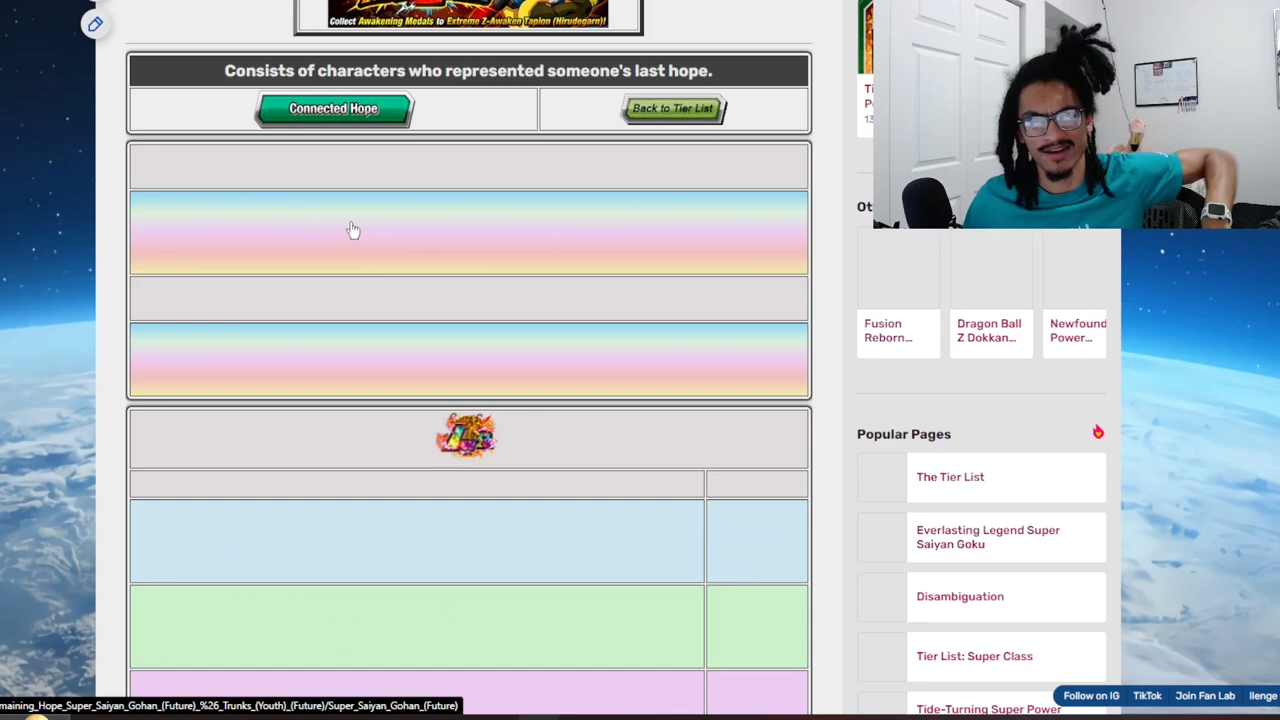 Collect Awakening Medals to Extreme Z-Awaken Tapion (Hirudegarn)!
Consists of characters who represented someone's last hope.
Connected Hope
Back to Tier List
Fusion
Reborn...
Dragon Ball
Z Dokkan...
Newfound
Power...
Popular Pages
The Tier List
Everlasting Legend Super
Saiyan Goku
Disambiguation
Tier List: Super Class
Tide-Turning Super Power
Follow on IG
TikTok
Join Fan Lab
llenge
maining_Hope_Super_Saiyan_Gohan_(Future)_%26_Trunks_(Youth)_(Future)/Super_Saiyan_Gohan_(Future)